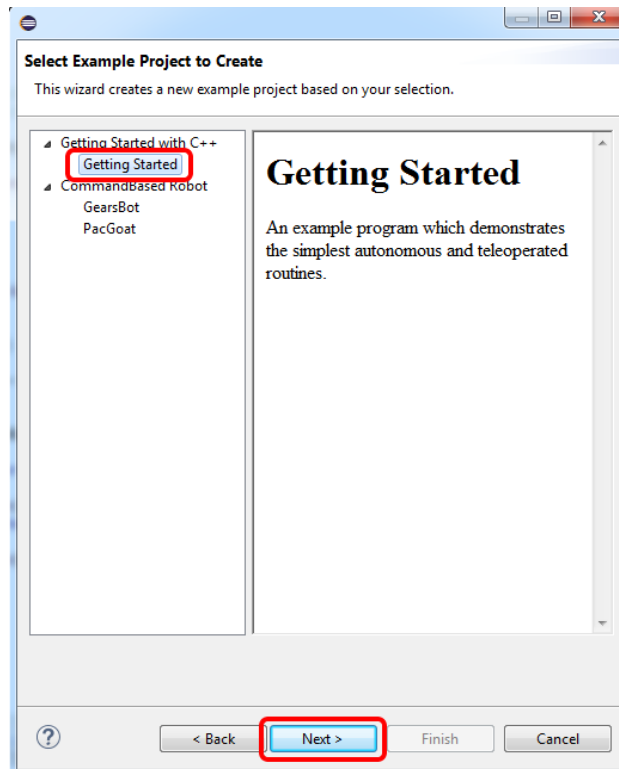 Select Example Project to Create
This wizard creates a new example project based on your selection.
Getting Started with C++
Getting Started
CommandBased Robot
GearsBot
PacGoat
Getting Started
An example program which demonstrates
the simplest autonomous and teleoperated
routines.
?
< Back
Next >
Finish
Cancel